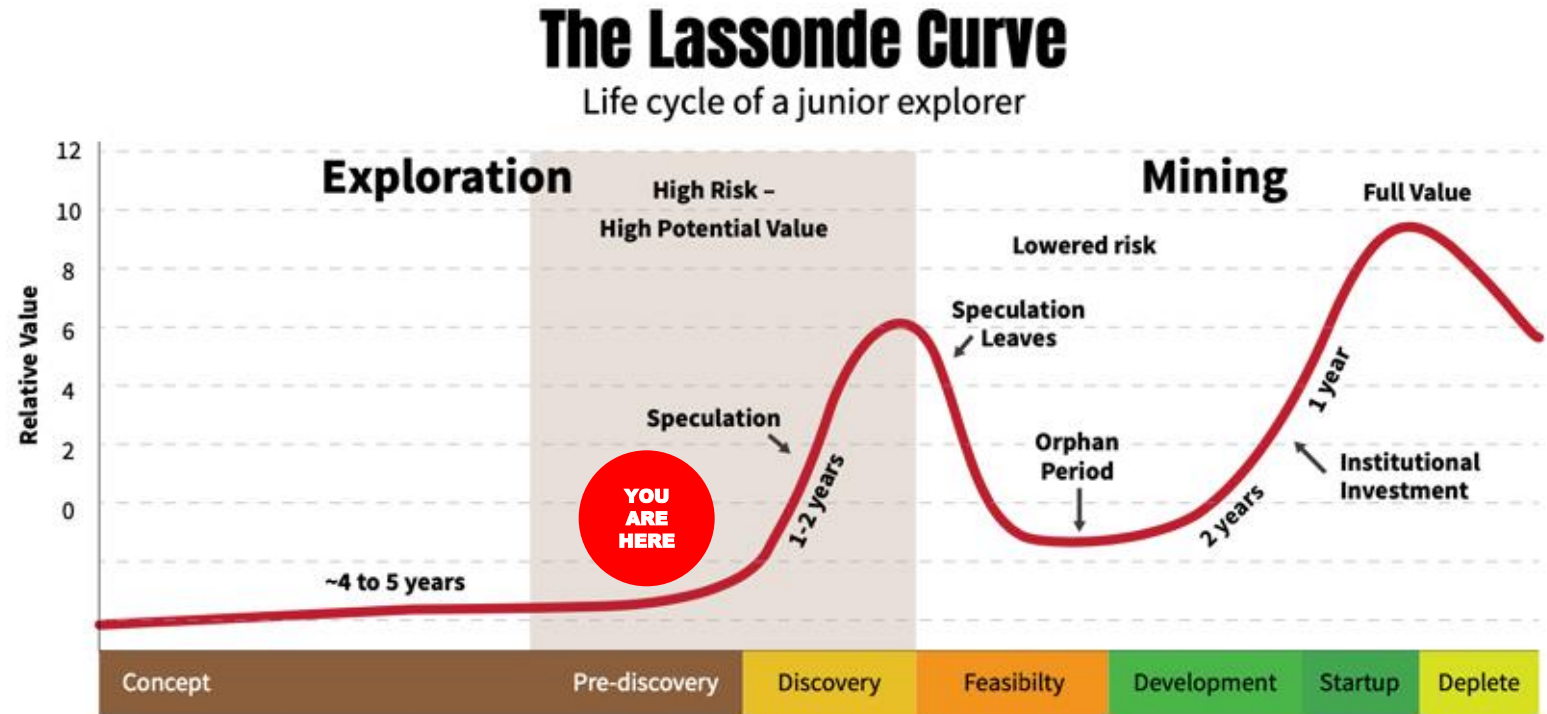 The Lassonde Curve
Life cycle of a junior explorer
Exploration
Mining
High Risk –
High Potential Value
Full Value
Lowered risk
Speculation
Leaves
Speculation
Orphan
Period
Institutional
Investment
YOU
ARE
HERE
~4 to 5 years
1-2 years
2 years
1 year
Relative Value
12
10
8
6
4
2
0
Concept
Pre-discovery
Discovery
Feasibilty
Development
Startup
Deplete